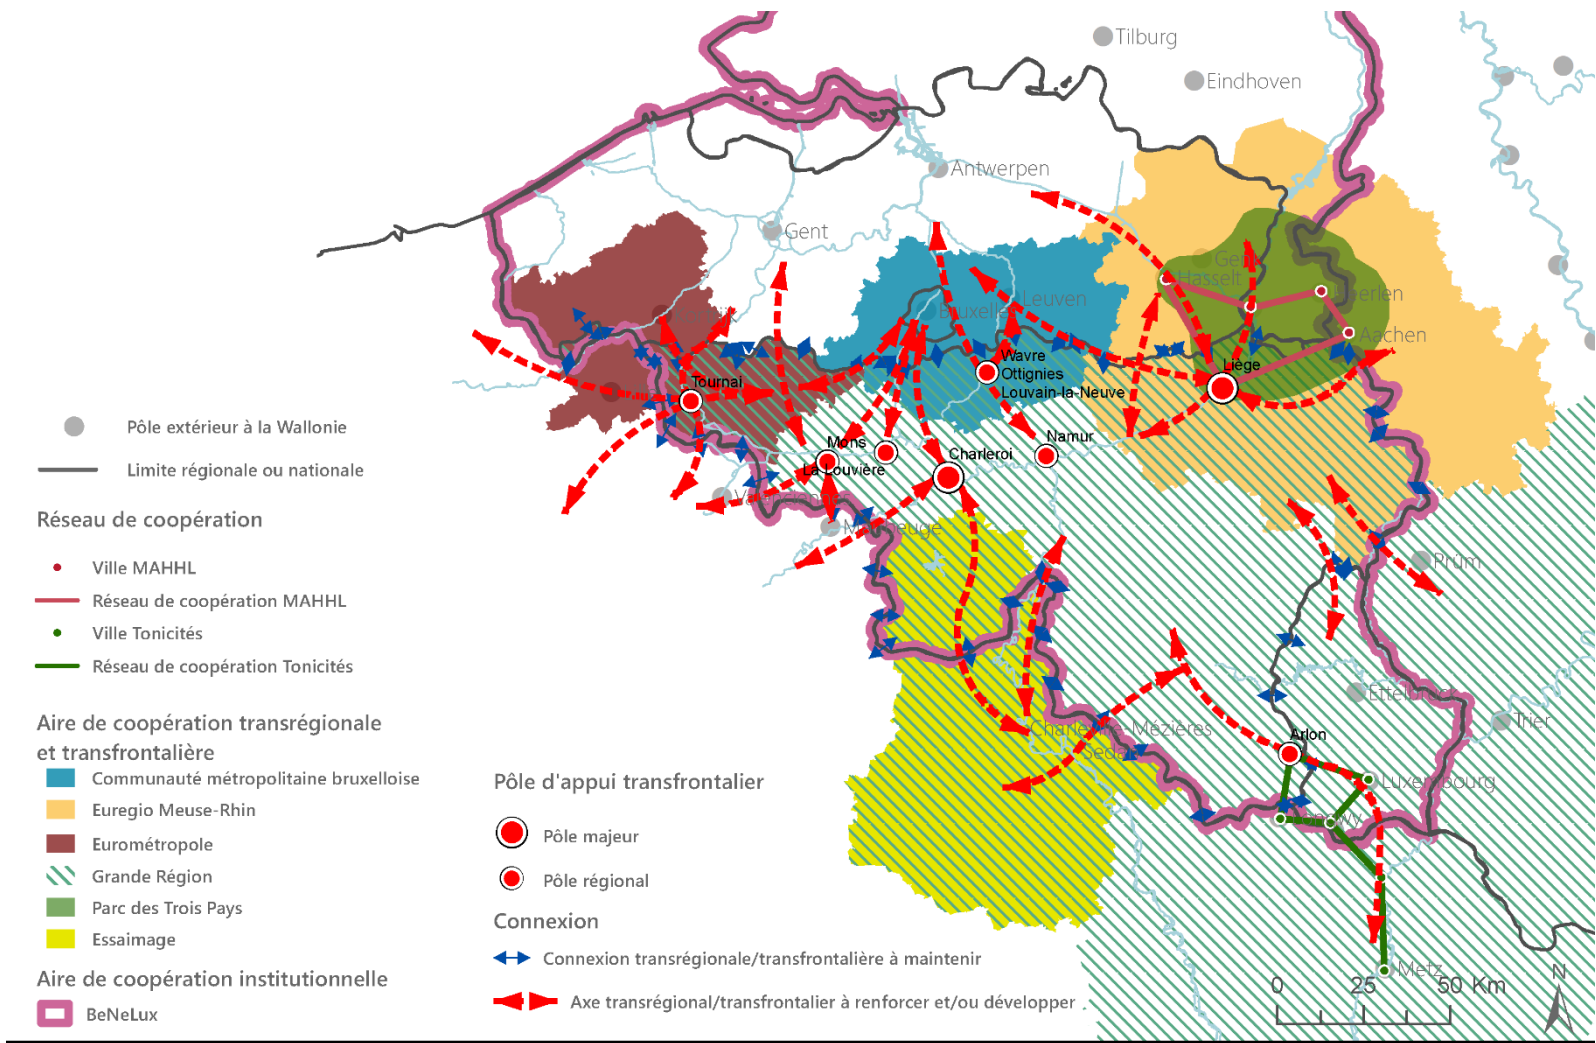 Tilburg
Eindhoven
Antwerpen
Gent
Hasselt
Heerlen
Aachen
Bruxelles
Leuven
Liège
Wavre
Ottignies
Louvain-la-Neuve
Tournai
Mons
La Louvière
Charleroi
Namur
Maubeuge
Prüm
Charleville-Mézières
Sedan
Ettelbruck
Trier
Arlon
Luxembourg
Metz
0 25 50 Km
N
Pôle extérieur à la Wallonie
Limite régionale ou nationale
Réseau de coopération
Ville MAHHL
Réseau de coopération MAHHL
Ville Tonicités
Réseau de coopération Tonicités
Aire de coopération transrégionale
et transfrontalière
Communauté métropolitaine bruxelloise
Euregio Meuse-Rhin
Eurométropole
Grande Région
Parc des Trois Pays
Essaimage
Aire de coopération institutionnelle
BeNeLux
Pôle d'appui transfrontalier
Pôle majeur
Pôle régional
Connexion
Connexion transrégionale/transfrontalière à maintenir
Axe transrégional/transfrontalier à renforcer et/ou développer